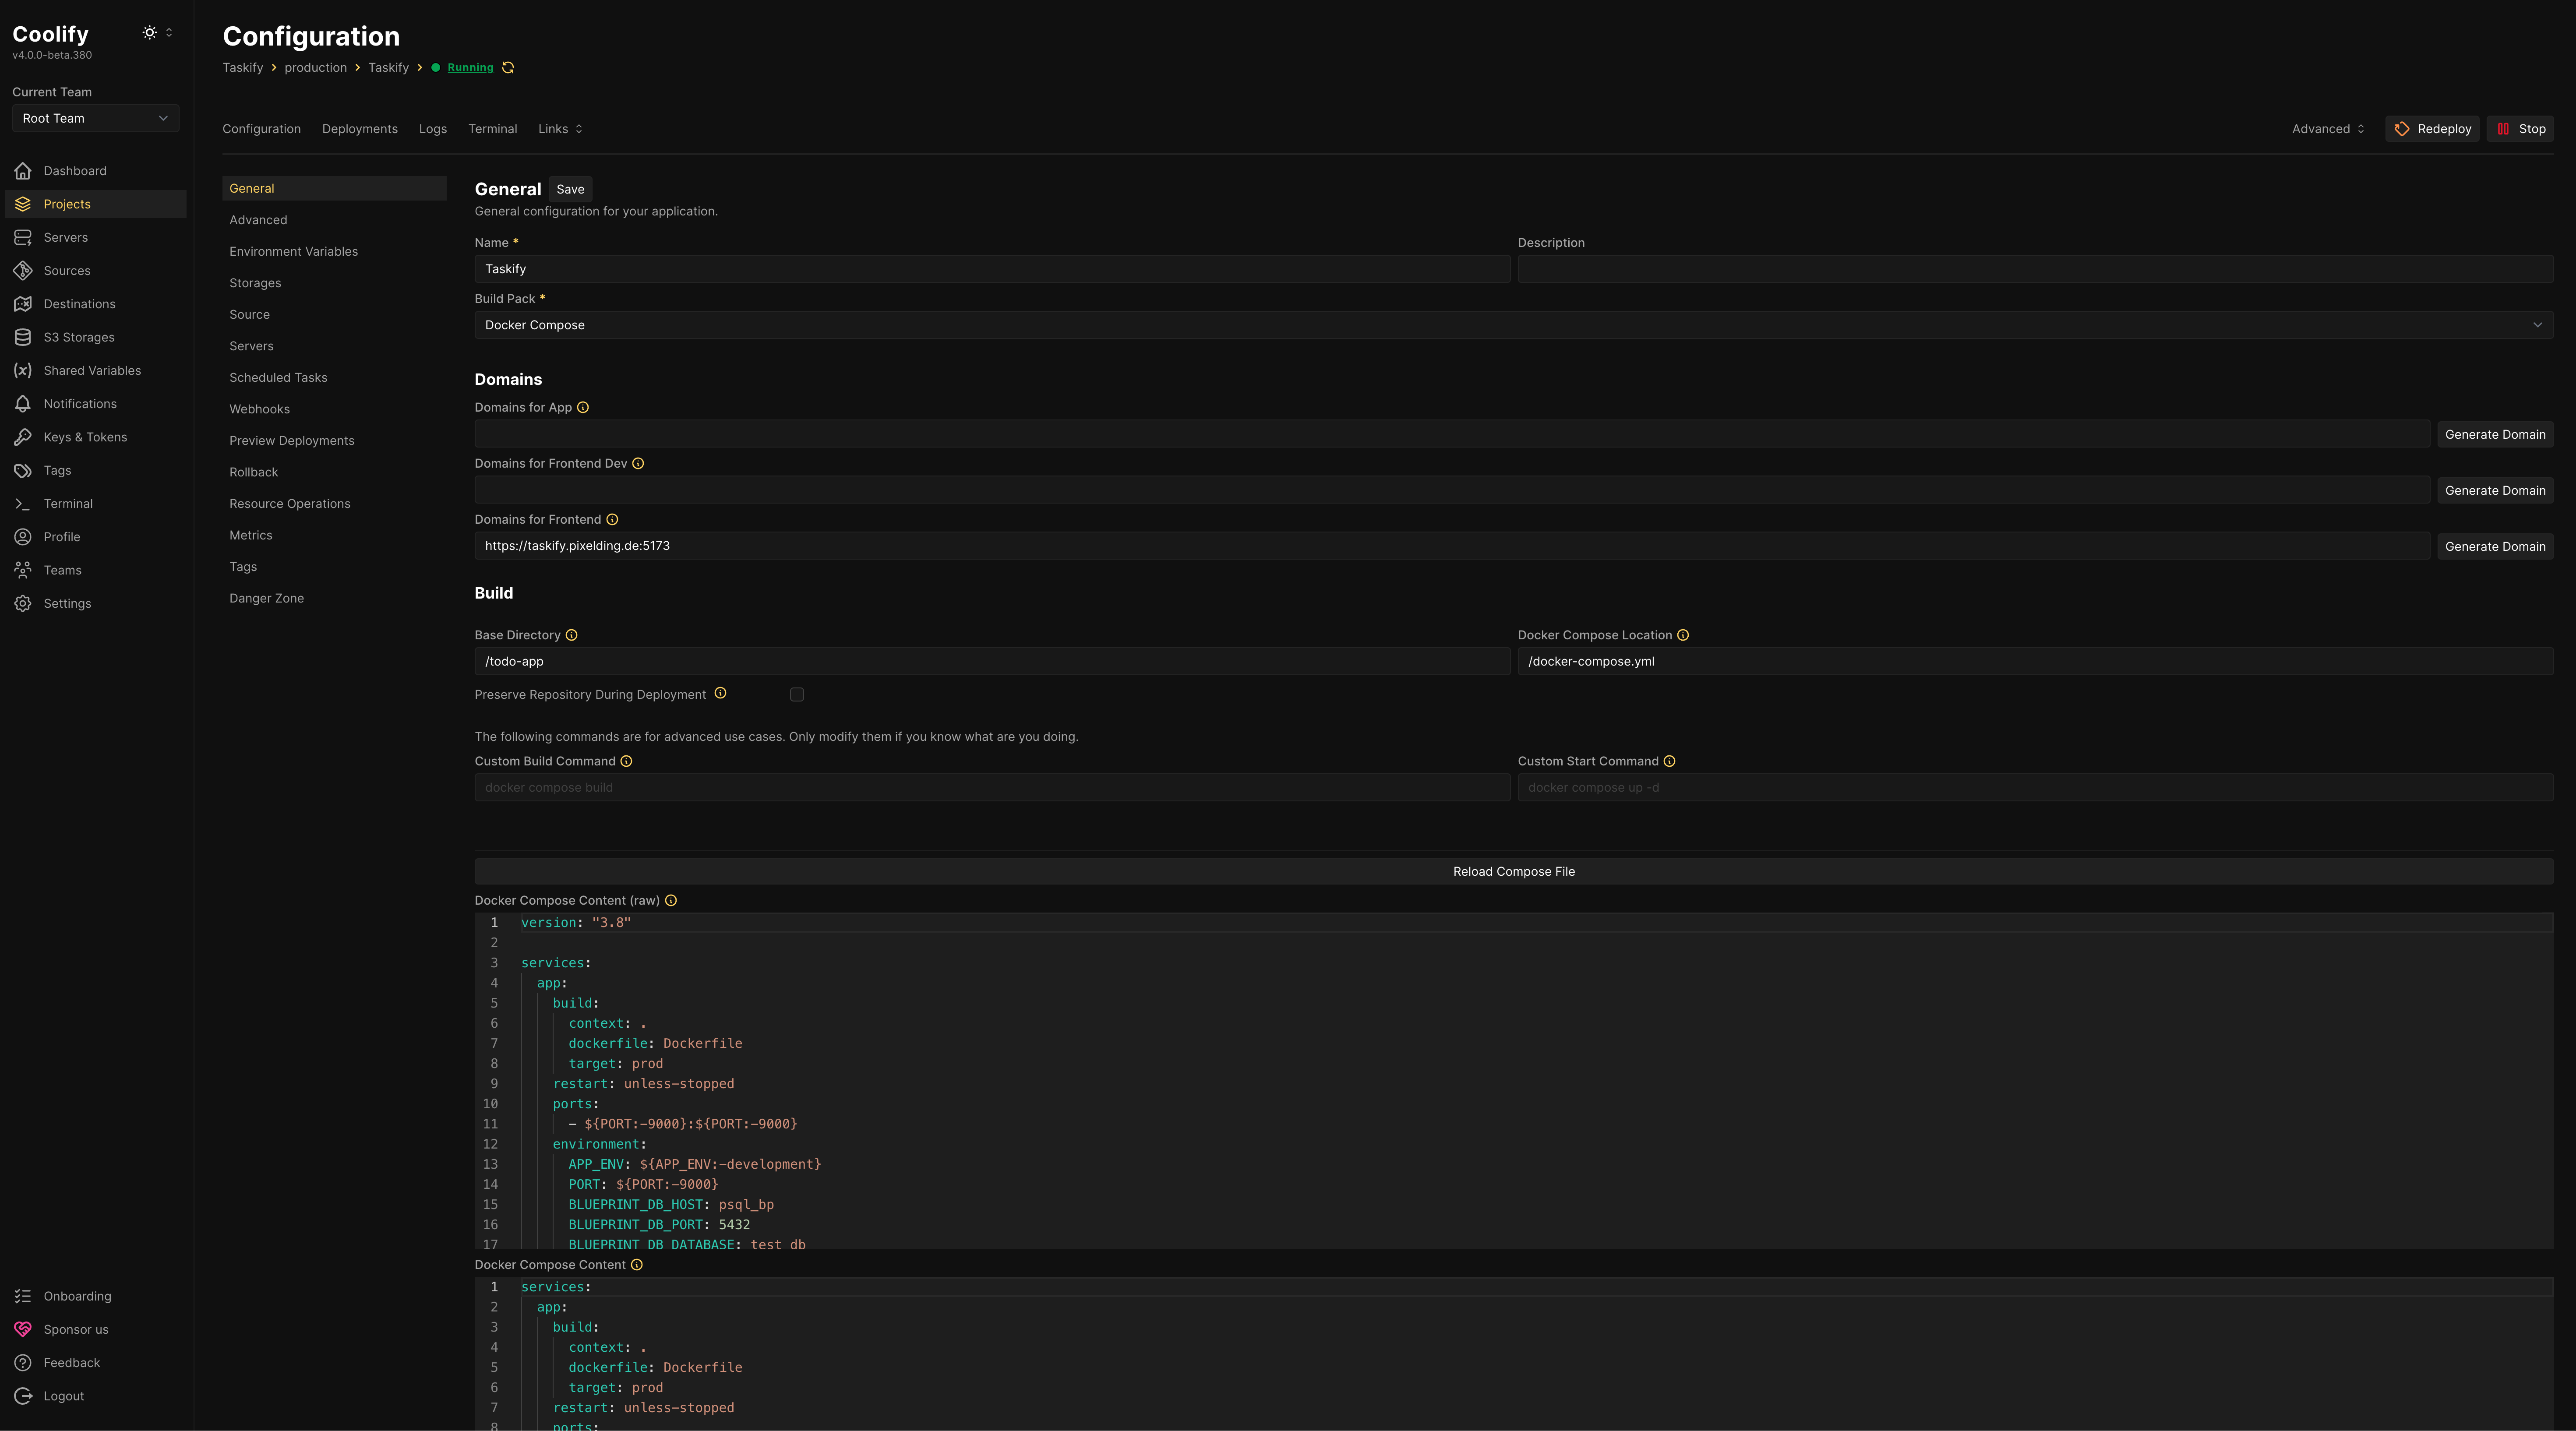 Coolify
v4.0.0-beta.380
Current Team
Root Team
Dashboard
Projects
Servers
Sources
Destinations
S3 Storages
Shared Variables
Notifications
Keys & Tokens
Tags
Terminal
Profile
Teams
Settings
Onboarding
Sponsor us
Feedback
Logout
Configuration
Taskify production Taskify Running
Configuration Deployments Logs Terminal Links Advanced Redeploy Stop
General
Advanced
Environment Variables
Storages
Source
Servers
Scheduled Tasks
Webhooks
Preview Deployments
Rollback
Resource Operations
Metrics
Tags
Danger Zone
General Save
General configuration for your application.
Name * Description
Taskify
Build Pack *
Docker Compose
Domains
Domains for App
Generate Domain
Domains for Frontend Dev
Generate Domain
Domains for Frontend
https://taskify.pixelding.de:5173 Generate Domain
Build
Base Directory Docker Compose Location
/todo-app /docker-compose.yml
Preserve Repository During Deployment
The following commands are for advanced use cases. Only modify them if you know what are you doing.
Custom Build Command Custom Start Command
docker compose build docker compose up -d
Reload Compose File
Docker Compose Content (raw)
1 version: "3.8"
2
3 services:
4 app:
5 build:
6 context: .
7 dockerfile: Dockerfile
8 target: prod
9 restart: unless-stopped
10 ports:
11 - ${PORT:-9000}:${PORT:-9000}
12 environment:
13 APP_ENV: ${APP_ENV:-development}
14 PORT: ${PORT:-9000}
15 BLUEPRINT_DB_HOST: psql_bp
16 BLUEPRINT_DB_PORT: 5432
17 BLUEPRINT_DB_DATABASE: test_db
Docker Compose Content
1 services:
2 app:
3 build:
4 context: .
5 dockerfile: Dockerfile
6 target: prod
7 restart: unless-stopped
8 ports: